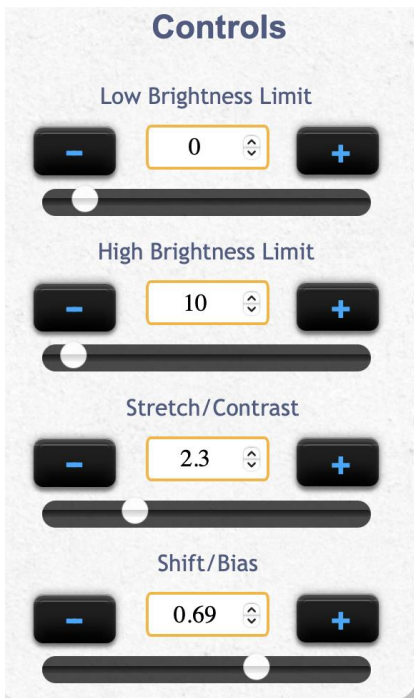 Controls
Low Brightness Limit
- 0 +
High Brightness Limit
- 10 +
Stretch/Contrast
- 2.3 +
Shift/Bias
- 0.69 +